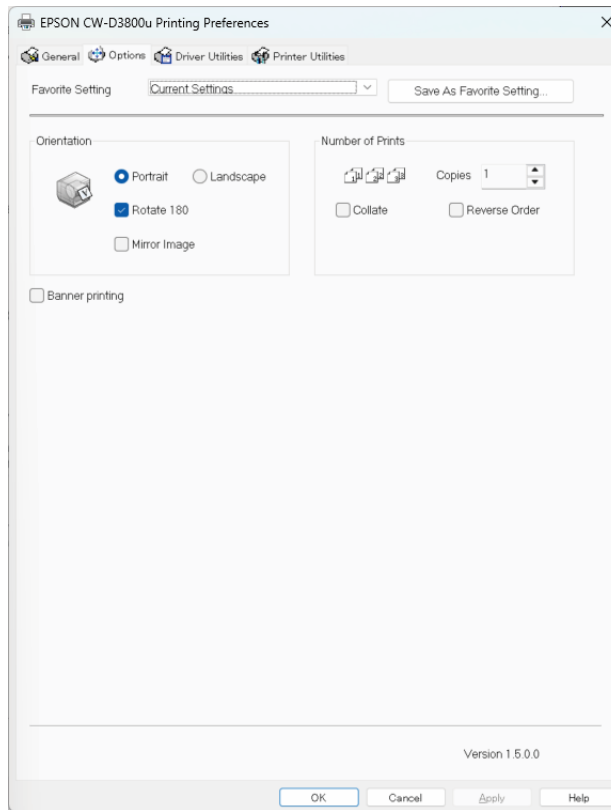 EPSON CW-D3800u Printing Preferences
General Options Driver Utilities Printer Utilities
Favorite Setting Current Settings Save As Favorite Setting...
Orientation
Portrait Landscape
Rotate 180
Mirror Image
Number of Prints
Copies 1
Collate Reverse Order
Banner printing
Version 1.5.0.0
OK Cancel Apply Help